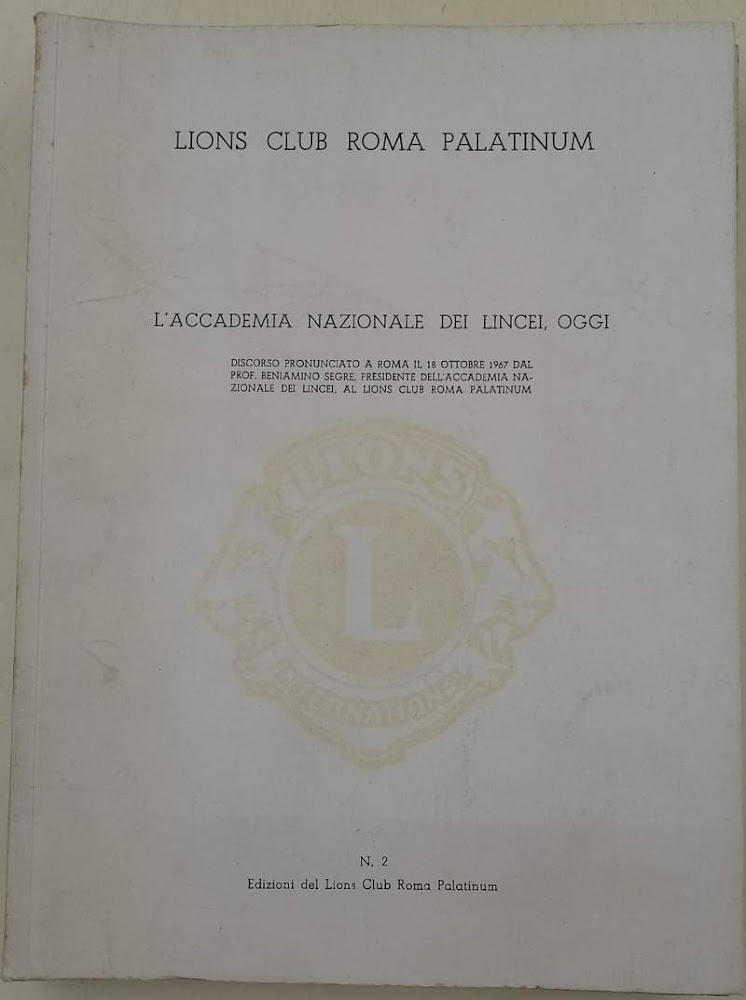 LIONS CLUB ROMA PALATINUM
L'ACCADEMIA NAZIONALE DEI LINCEI, OGGI
DISCORSO PRONUNCIATO A ROMA IL 18 OTTOBRE 1967 DAL
PROF. BENIAMINO SEGRE, PRESIDENTE DELL'ACCADEMIA NA-
ZIONALE DEI LINCEI, AL LIONS CLUB ROMA PALATINUM
LIONS
L
INTERNATIONAL
N. 2
Edizioni del Lions Club Roma Palatinum